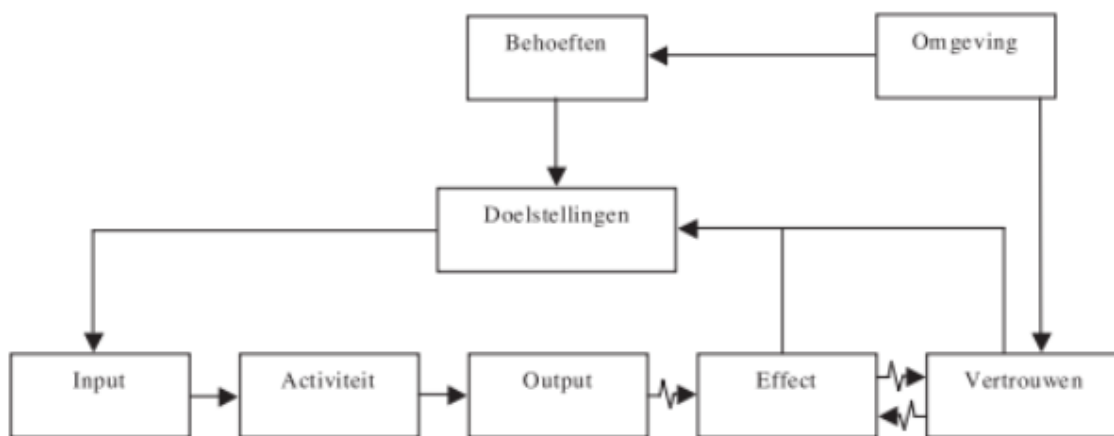 Behoeften
Omgeving
Doelstellingen
Input
Activiteit
Output
Effect
Vertrouwen